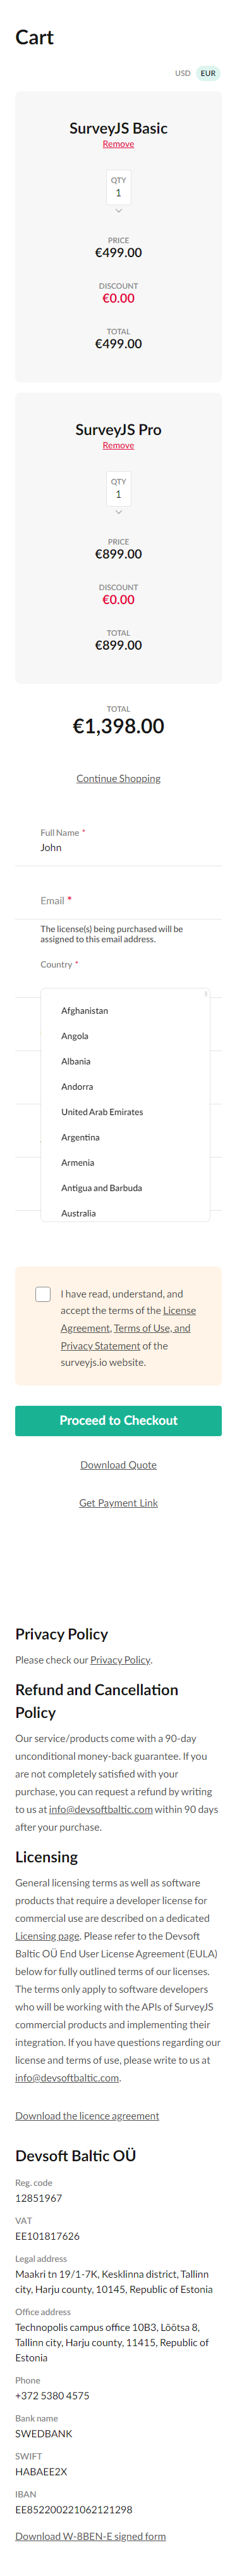 Cart
USD EUR
SurveyJS Basic
Remove
QTY
1
PRICE
€499.00
DISCOUNT
€0.00
TOTAL
€499.00
SurveyJS Pro
Remove
QTY
1
PRICE
€899.00
DISCOUNT
€0.00
TOTAL
€899.00
TOTAL
€1,398.00
Continue Shopping
Full Name *
John
Email *
The license(s) being purchased will be
assigned to this email address.
Country *
Afghanistan
Angola
Albania
Andorra
United Arab Emirates
Argentina
Armenia
Antigua and Barbuda
Australia
I have read, understand, and
accept the terms of the License
Agreement, Terms of Use, and
Privacy Statement of the
surveyjs.io website.
Proceed to Checkout
Download Quote
Get Payment Link
Privacy Policy
Please check our Privacy Policy.
Refund and Cancellation
Policy
Our service/products come with a 90-day
unconditional money-back guarantee. If you
are not completely satisfied with your
purchase, you can request a refund by writing
to us at info@devsoftbaltic.com within 90 days
after your purchase.
Licensing
General licensing terms as well as software
products that require a developer license for
commercial use are described on a dedicated
Licensing page. Please refer to the Devsoft
Baltic OÜ End User License Agreement (EULA)
below for fully outlined terms of our licenses.
The terms only apply to software developers
who will be working with the APIs of SurveyJS
commercial products and implementing their
integration. If you have questions regarding our
license and terms of use, please write to us at
info@devsoftbaltic.com.
Download the licence agreement
Devsoft Baltic OÜ
Reg. code
12851967
VAT
EE101817626
Legal address
Maakri tn 19/1-7K, Kesklinna district, Tallinn
city, Harju county, 10145, Republic of Estonia
Office address
Technopolis campus office 10B3, Lõõtsa 8,
Tallinn city, Harju county, 11415, Republic of
Estonia
Phone
+372 5380 4575
Bank name
SWEDBANK
SWIFT
HABAEE2X
IBAN
EE852200221062121298
Download W-8BEN-E signed form